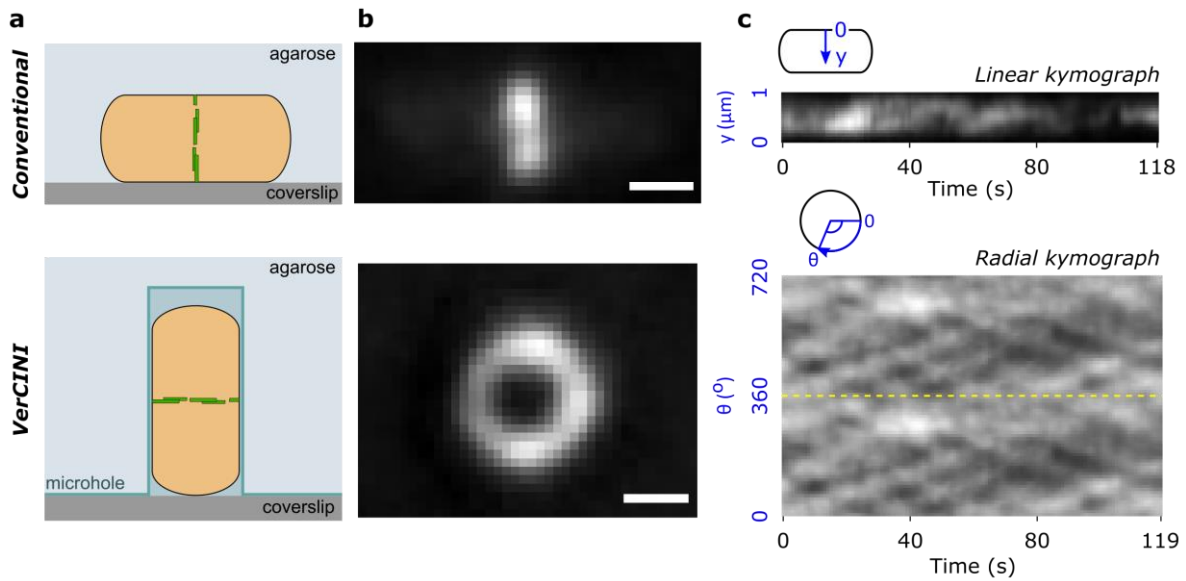 a
b
c
Conventional
agarose
coverslip
0
y
Linear kymograph
y (μm)
1
0
0
40
80
118
Time (s)
VerCINI
agarose
microhole
coverslip
0
θ
Radial kymograph
θ (º)
720
360
0
0
40
80
119
Time (s)